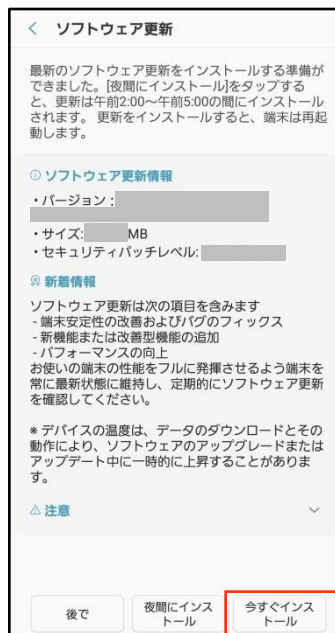 < ソフトウェア更新
最新のソフトウェア更新をインストールする準備が
できました。[夜間にインストール]をタップする
と、更新は午前2:00〜午前5:00の間にインストール
されます。 更新をインストールすると、端末は再起
動します。
ソフトウェア更新情報
・バージョン :
・サイズ: MB
・セキュリティパッチレベル:
新着情報
ソフトウェア更新は次の項目を含みます
- 端末安定性の改善およびバグのフィックス
- 新機能または改善型機能の追加
- パフォーマンスの向上
お使いの端末の性能をフルに発揮させるよう端末を
常に最新状態に維持し、定期的にソフトウェア更新
を確認してください。
* デバイスの温度は、データのダウンロードとその
動作により、ソフトウェアのアップグレードまたは
アップデート中に一時的に上昇することがありま
す。
注意
後で
夜間にインス
トール
今すぐインス
トール